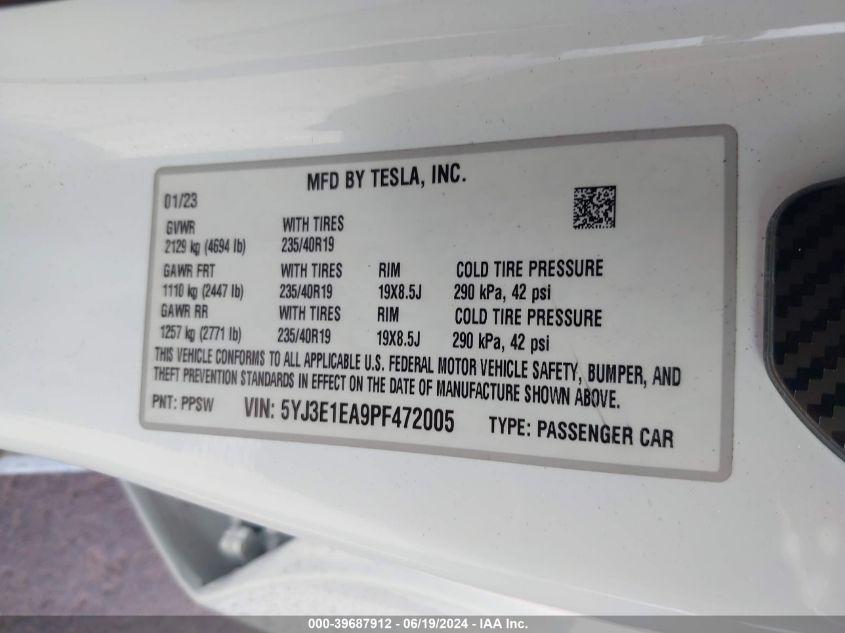 MFD BY TESLA, INC.
01/23
GVWR WITH TIRES
2129 kg (4694 lb) 235/40R19
GAWR FRT WITH TIRES RIM COLD TIRE PRESSURE
1110 kg (2447 lb) 235/40R19 19X8.5J 290 kPa, 42 psi
GAWR RR WITH TIRES RIM COLD TIRE PRESSURE
1257 kg (2771 lb) 235/40R19 19X8.5J 290 kPa, 42 psi
THIS VEHICLE CONFORMS TO ALL APPLICABLE U.S. FEDERAL MOTOR VEHICLE SAFETY, BUMPER, AND
THEFT PREVENTION STANDARDS IN EFFECT ON THE DATE OF MANUFACTURE SHOWN ABOVE.
PNT: PPSW VIN: 5YJ3E1EA9PF472005 TYPE: PASSENGER CAR
000-39687912 - 06/19/2024 - IAA Inc.